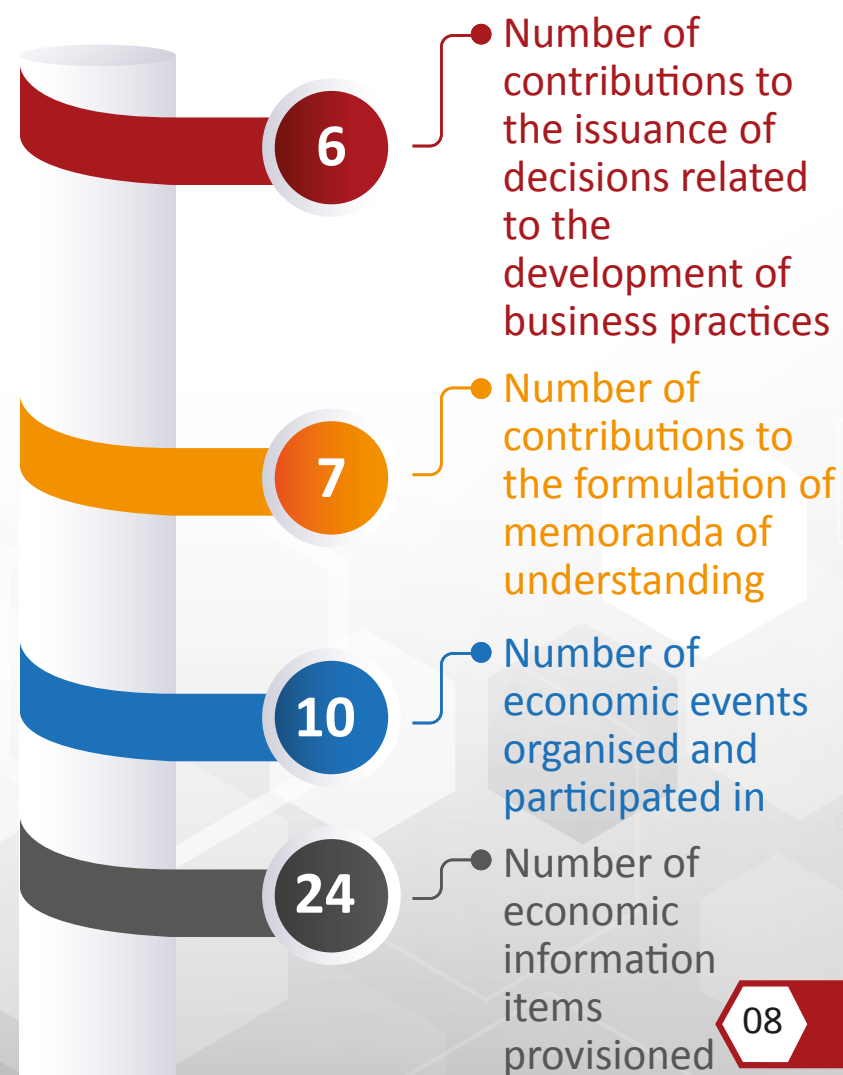 6
Number of
contributions to
the issuance of
decisions related
to the
development of
business practices
7
Number of
contributions to
the formulation of
memoranda of
understanding
10
Number of
economic events
organised and
participated in
24
Number of
economic
information
items
provisioned
08